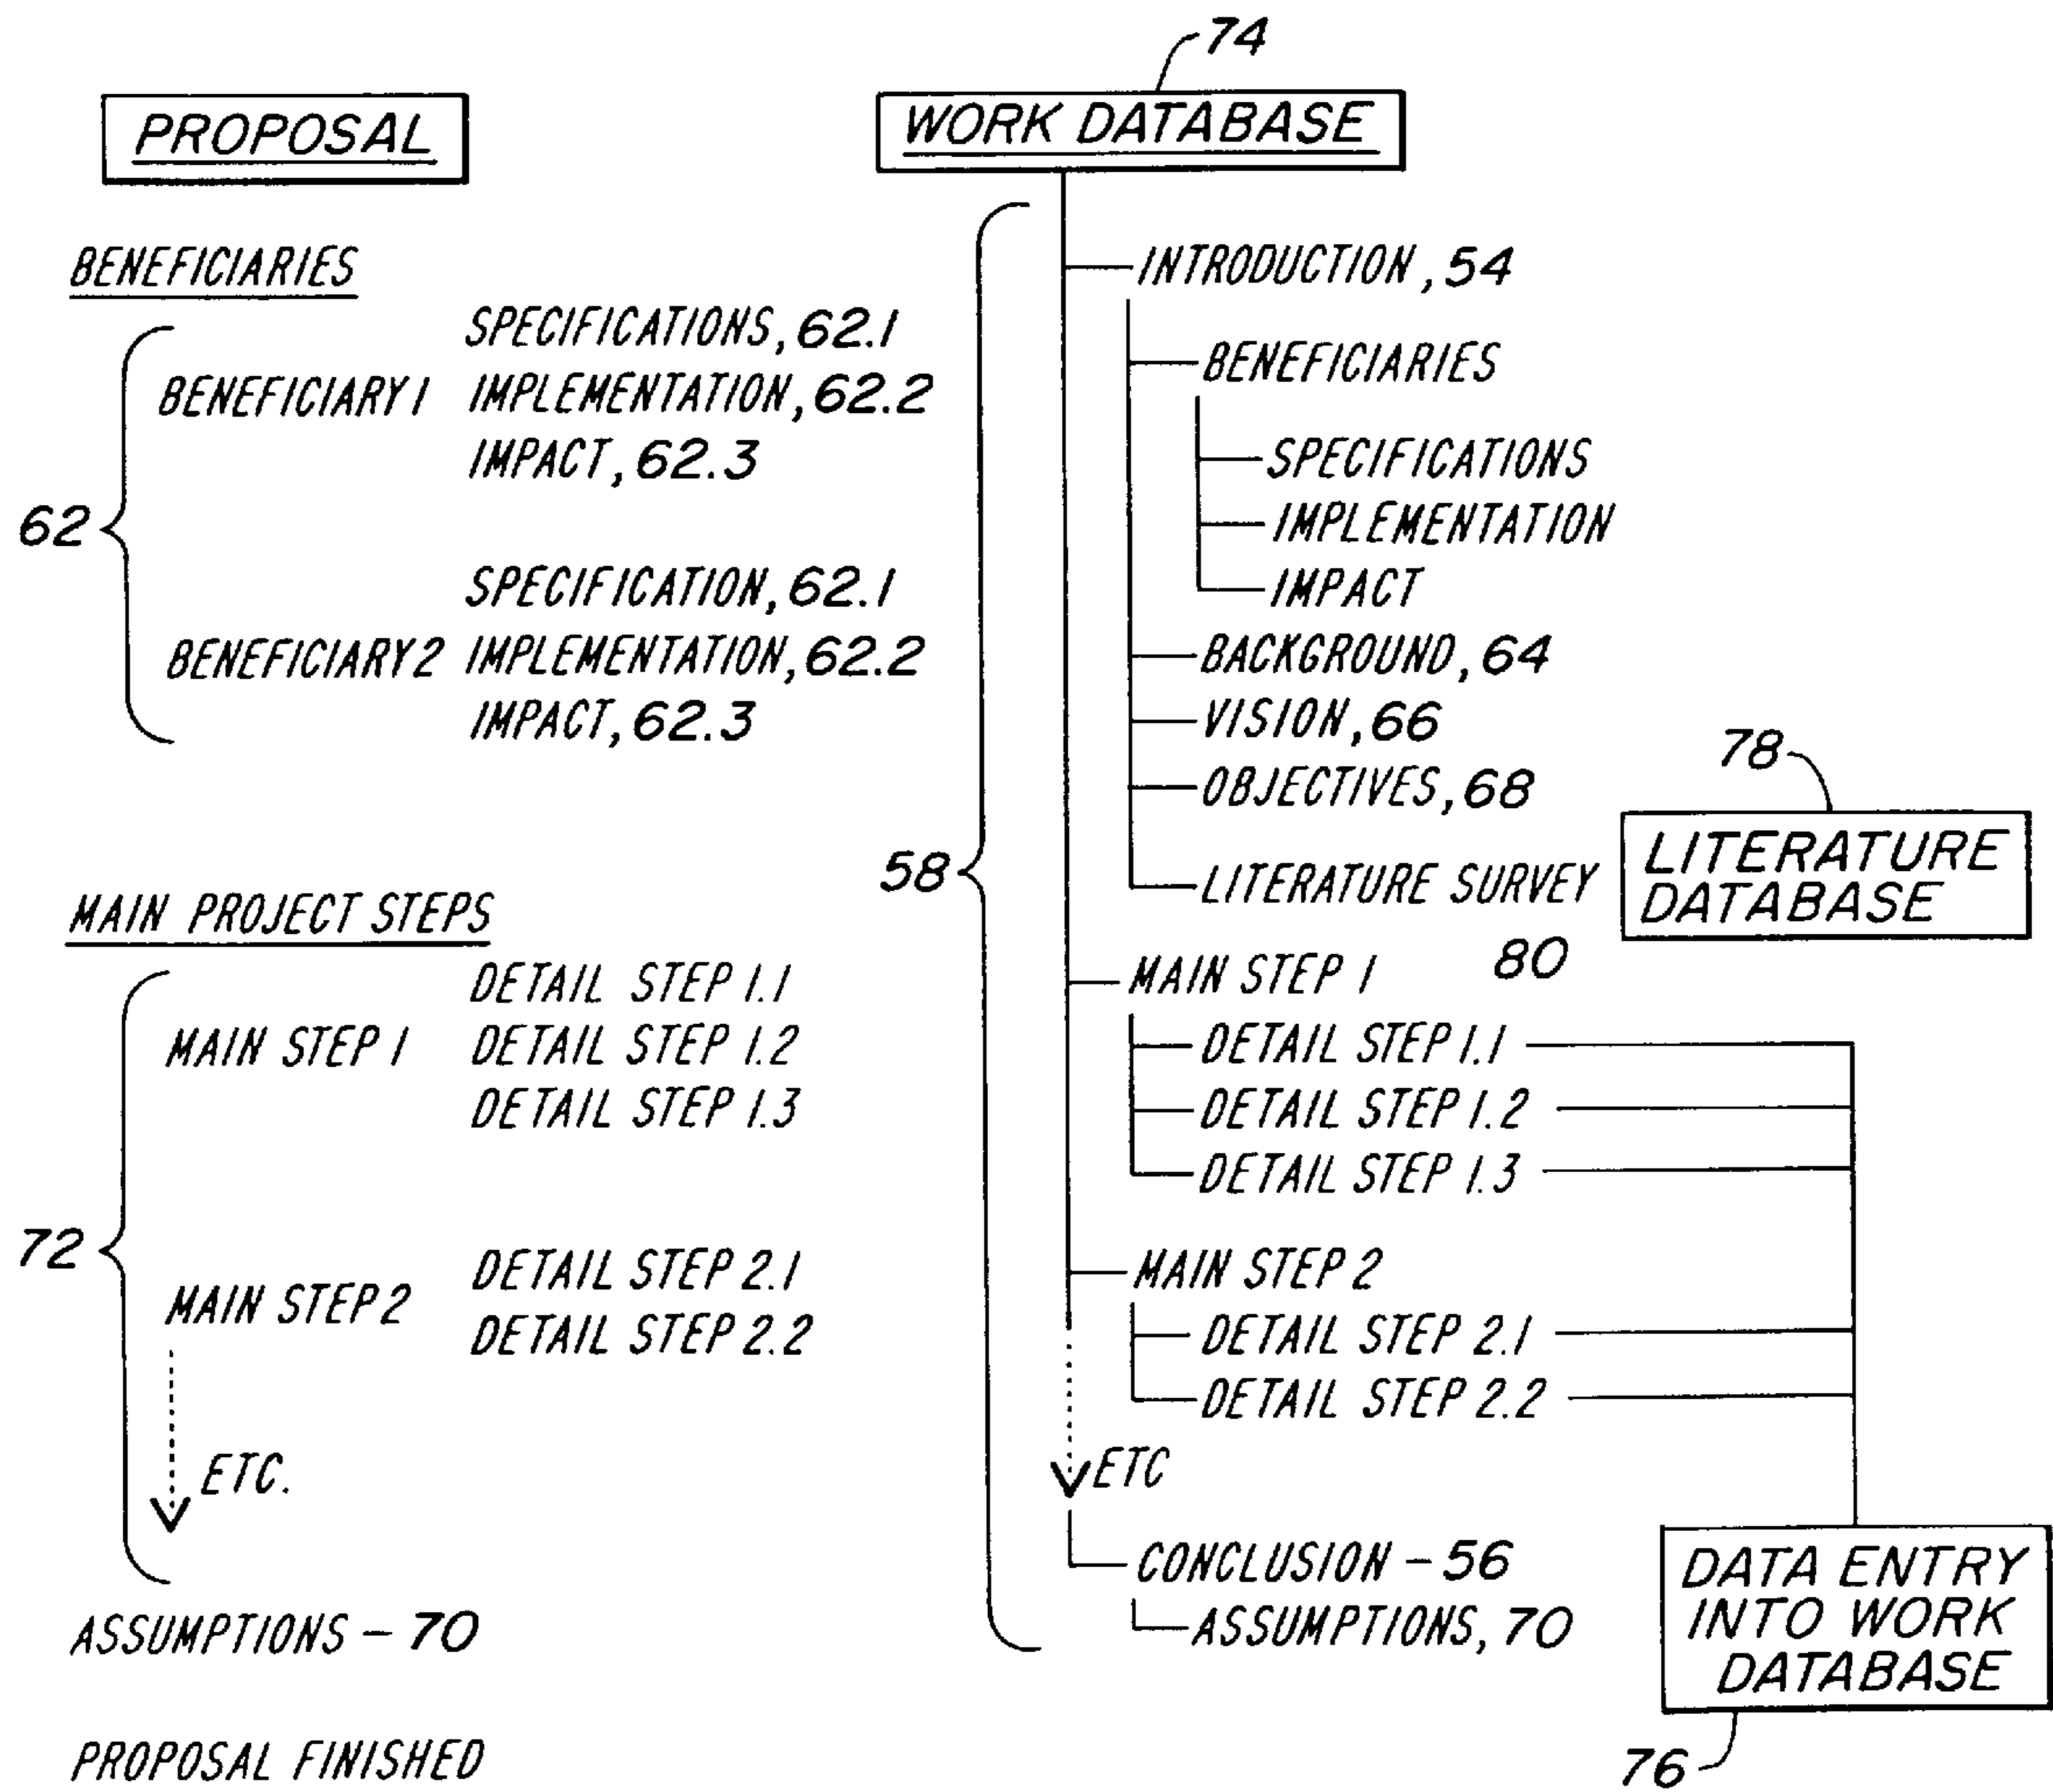 74
PROPOSAL
WORK DATABASE
BENEFICIARIES
62
BENEFICIARY 1
SPECIFICATIONS, 62.1
IMPLEMENTATION, 62.2
IMPACT, 62.3
BENEFICIARY 2
SPECIFICATION, 62.1
IMPLEMENTATION, 62.2
IMPACT, 62.3
MAIN PROJECT STEPS
72
MAIN STEP 1
DETAIL STEP 1.1
DETAIL STEP 1.2
DETAIL STEP 1.3
MAIN STEP 2
DETAIL STEP 2.1
DETAIL STEP 2.2
ETC.
ASSUMPTIONS - 70
PROPOSAL FINISHED
58
INTRODUCTION, 54
BENEFICIARIES
SPECIFICATIONS
IMPLEMENTATION
IMPACT
BACKGROUND, 64
VISION, 66
OBJECTIVES, 68
LITERATURE SURVEY
80
78
LITERATURE
DATABASE
MAIN STEP 1
DETAIL STEP 1.1
DETAIL STEP 1.2
DETAIL STEP 1.3
MAIN STEP 2
DETAIL STEP 2.1
DETAIL STEP 2.2
ETC
CONCLUSION - 56
ASSUMPTIONS, 70
DATA ENTRY
INTO WORK
DATABASE
76